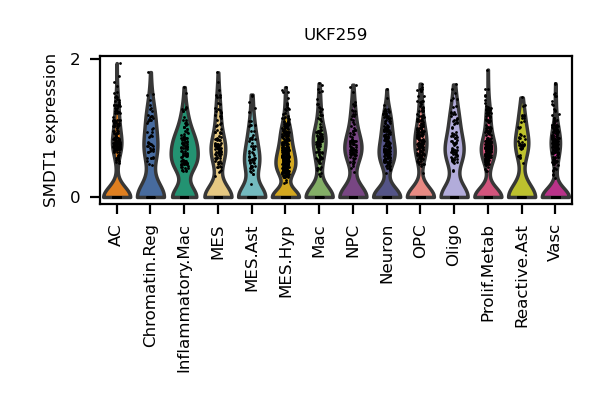 UKF259
SMDT1 expression
2
0
AC
Chromatin.Reg
Inflammatory.Mac
MES
MES.Ast
MES.Hyp
Mac
NPC
Neuron
OPC
Oligo
Prolif.Metab
Reactive.Ast
Vasc